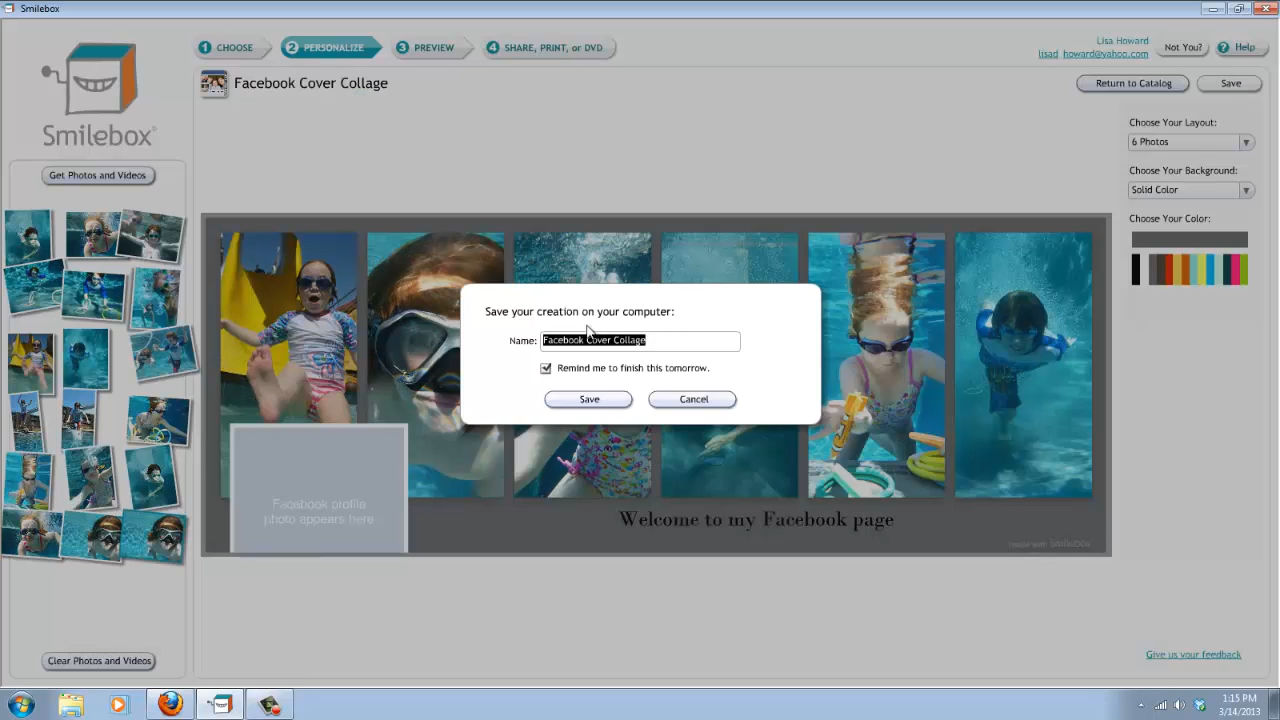 Smilebox
1 CHOOSE
2 PERSONALIZE
3 PREVIEW
4 SHARE, PRINT, or DVD
Lisa Howard
lisad_howard@yahoo.com
Not You?
? Help
Facebook Cover Collage
Return to Catalog
Save
Smilebox
Get Photos and Videos
Choose Your Layout:
6 Photos
Choose Your Background:
Solid Color
Choose Your Color:
Save your creation on your computer:
Name: Facebook Cover Collage
Remind me to finish this tomorrow.
Save
Cancel
Facebook profile
photo appears here
Welcome to my Facebook page
made with smilebox
Clear Photos and Videos
Give us your feedback
1:15 PM
3/14/2013